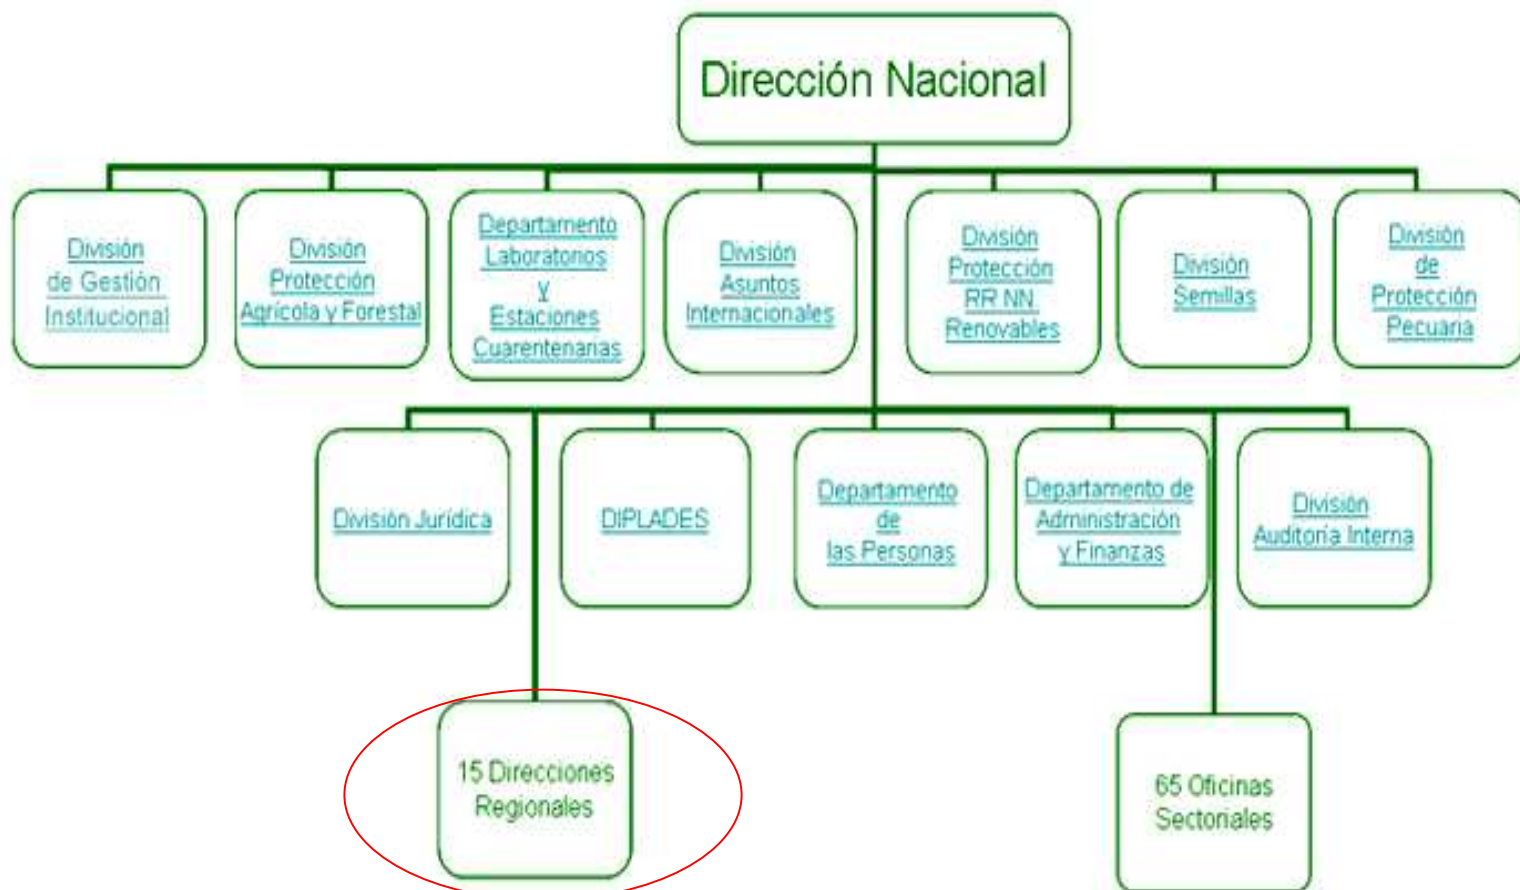 Dirección Nacional
División
de Gestión
Institucional
División
Protección
Agrícola y Forestal
Departamento
Laboratorios
y
Estaciones
Cuarentenarias
División
Asuntos
Internacionales
División
Protección
RR NN.
Renovables
División
Semillas
División
de
Protección
Pecuaria
División Jurídica
DIPLADES
Departamento
de
las Personas
Departamento de
Administración
y Finanzas
División
Auditoría Interna
15 Direcciones
Regionales
65 Oficinas
Sectoriales